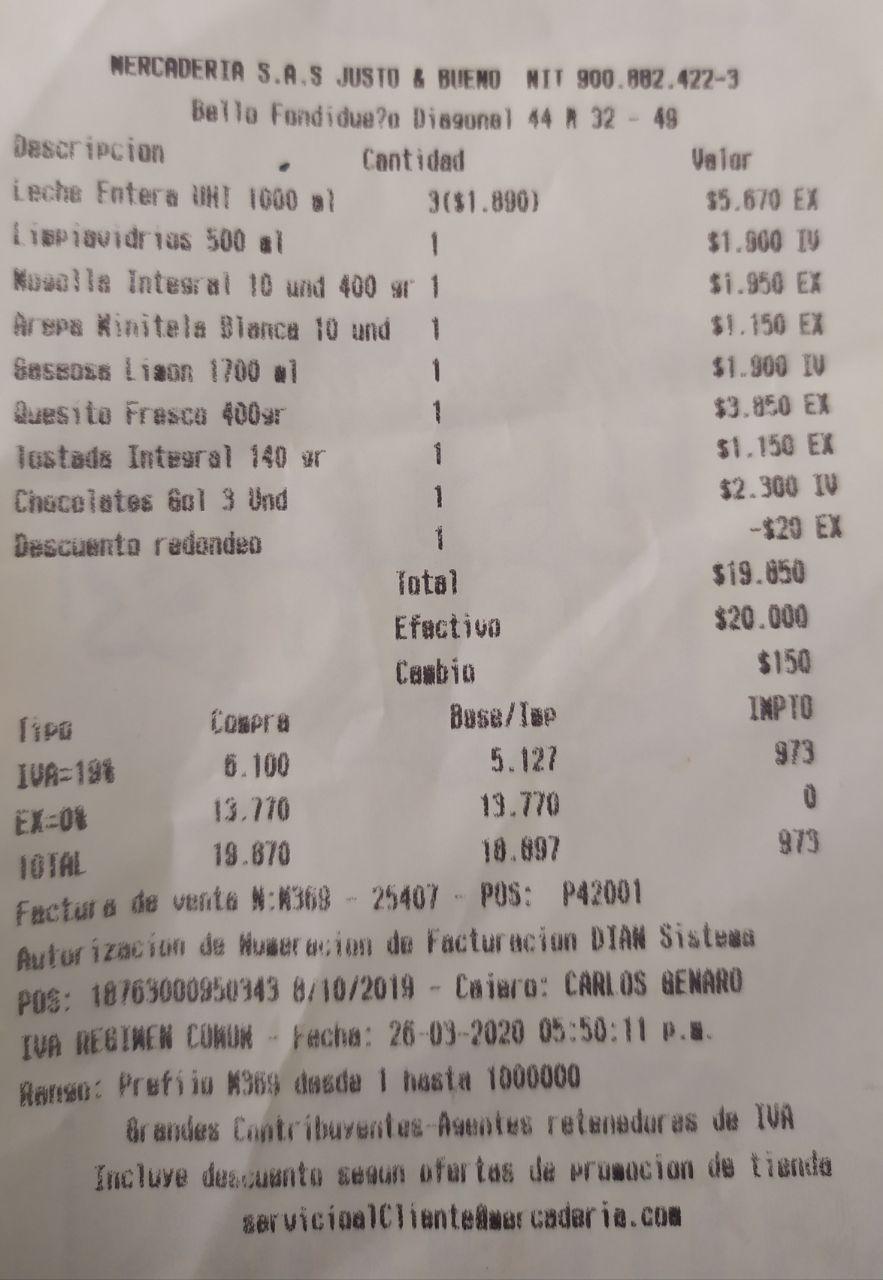 MERCADERIA S.A.S JUSTO & BUENO NIT 900.882.422-3
Bello Fondidue?o Diagonal 44 A 32 - 49
Descripcion Cantidad Valor
Leche Entera UHT 1000 ml 3($1.890) $5.670 EX
Limpiavidrios 500 ml 1 $1.900 IV
Mogolla Integral 10 und 400 gr 1 $1.950 EX
Arepa Minitela Blanca 10 und 1 $1.150 EX
Gaseosa Limon 1700 ml 1 $1.900 IV
Quesito Fresco 400gr 1 $3.850 EX
Tostada Integral 140 gr 1 $1.150 EX
Chocolates Gol 3 Und 1 $2.300 IV
Descuento redondeo 1 -$20 EX
Total $19.850
Efectivo $20.000
Cambio $150
Tipo Compra Base/Imp IMPTO
IVA=19% 6.100 5.127 973
EX=0% 13.770 13.770 0
TOTAL 19.870 18.897 973
Factura de venta N:M369 - 25407 - POS: P42001
Autorizacion de Numeracion de Facturacion DIAN Sistema
POS: 18763000950343 8/10/2019 - Cajero: CARLOS GENARO
IVA REGIMEN COMUN - Fecha: 26-03-2020 05:50:11 p.m.
Rango: Prefijo M369 desde 1 hasta 1000000
Grandes Contribuyentes-Agentes retenedores de IVA
Incluye descuento segun ofertas de promocion de tienda
servicioalCliente@mercaderia.com